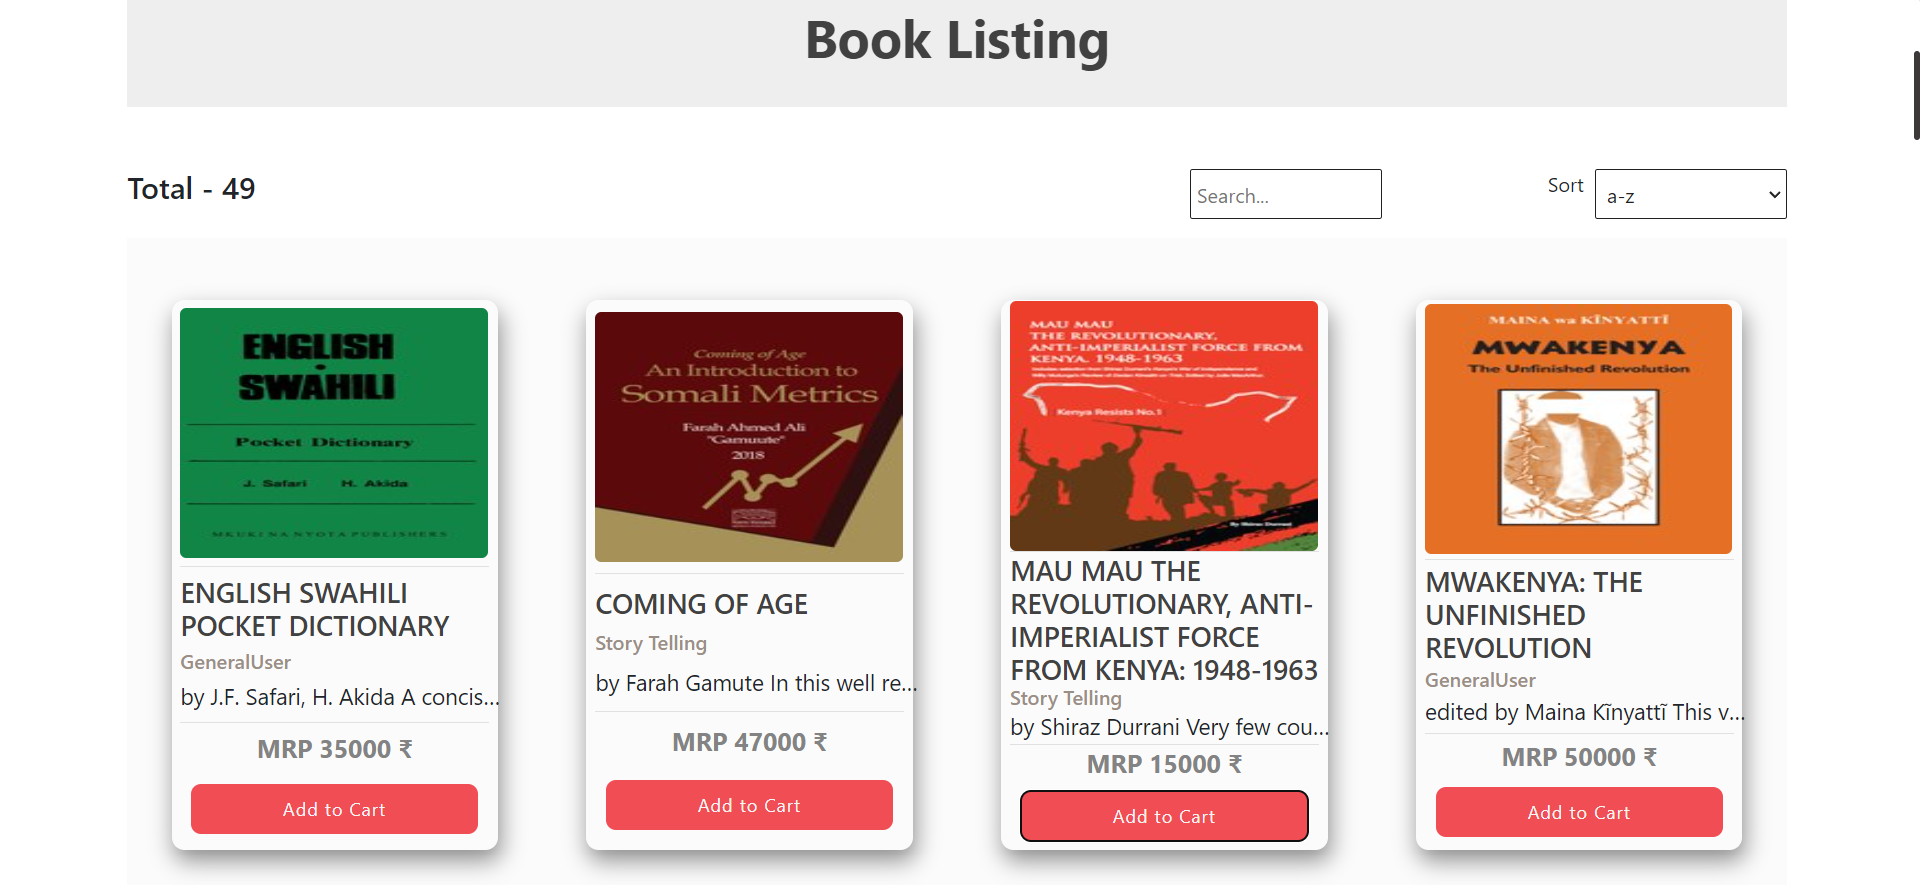 Book Listing
Total - 49
Search...
Sort
a-z
ENGLISH
SWAHILI
Pocket Dictionary
J. Safari H. Akida
MKUKI NA NYOTA PUBLISHERS
ENGLISH SWAHILI
POCKET DICTIONARY
GeneralUser
by J.F. Safari, H. Akida A concis...
MRP 35000 ₹
Add to Cart
Coming of Age
An Introduction to
Somali Metrics
Farah Ahmed Ali
"Gamuute"
2018
COMING OF AGE
Story Telling
by Farah Gamute In this well re...
MRP 47000 ₹
Add to Cart
MAU MAU
THE REVOLUTIONARY,
ANTI-IMPERIALIST FORCE FROM
KENYA. 1948-1963
Kenya Resists No.1
By Shiraz Durrani
MAU MAU THE
REVOLUTIONARY, ANTI-
IMPERIALIST FORCE
FROM KENYA: 1948-1963
Story Telling
by Shiraz Durrani Very few cou...
MRP 15000 ₹
Add to Cart
MAINA wa KĨNYATTĨ
MWAKENYA
The Unfinished Revolution
MWAKENYA: THE
UNFINISHED
REVOLUTION
GeneralUser
edited by Maina Kĩnyattĩ This v...
MRP 50000 ₹
Add to Cart